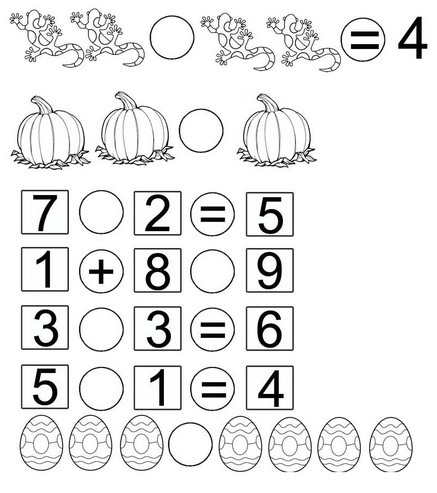 = 4
7 2 = 5
1 + 8 9
3 3 = 6
5 1 = 4